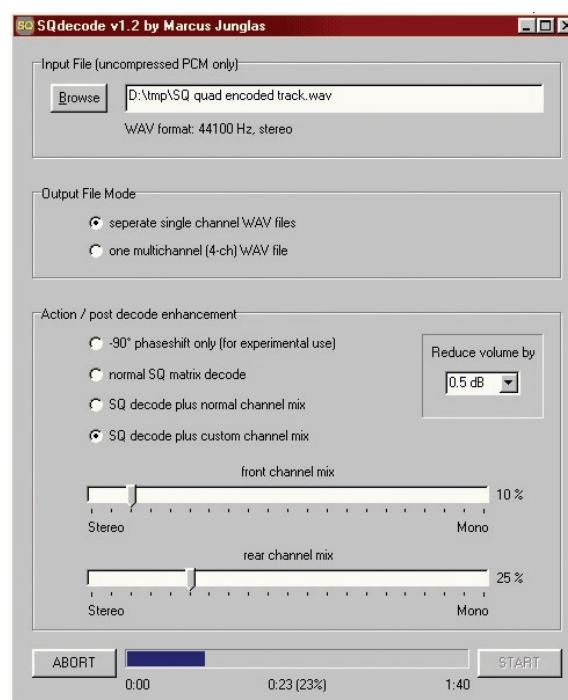 SQ SQdecode v1.2 by Marcus Junglas
Input File (uncompressed PCM only)
Browse D:\tmp\SQ quad encoded track.wav
WAV format: 44100 Hz, stereo
Output File Mode
seperate single channel WAV files
one multichannel (4-ch) WAV file
Action / post decode enhancement
-90° phaseshift only (for experimental use)
normal SQ matrix decode
SQ decode plus normal channel mix
SQ decode plus custom channel mix
Reduce volume by
0.5 dB
front channel mix
10 %
Stereo Mono
rear channel mix
25 %
Stereo Mono
ABORT START
0:00 0:23 (23%) 1:40